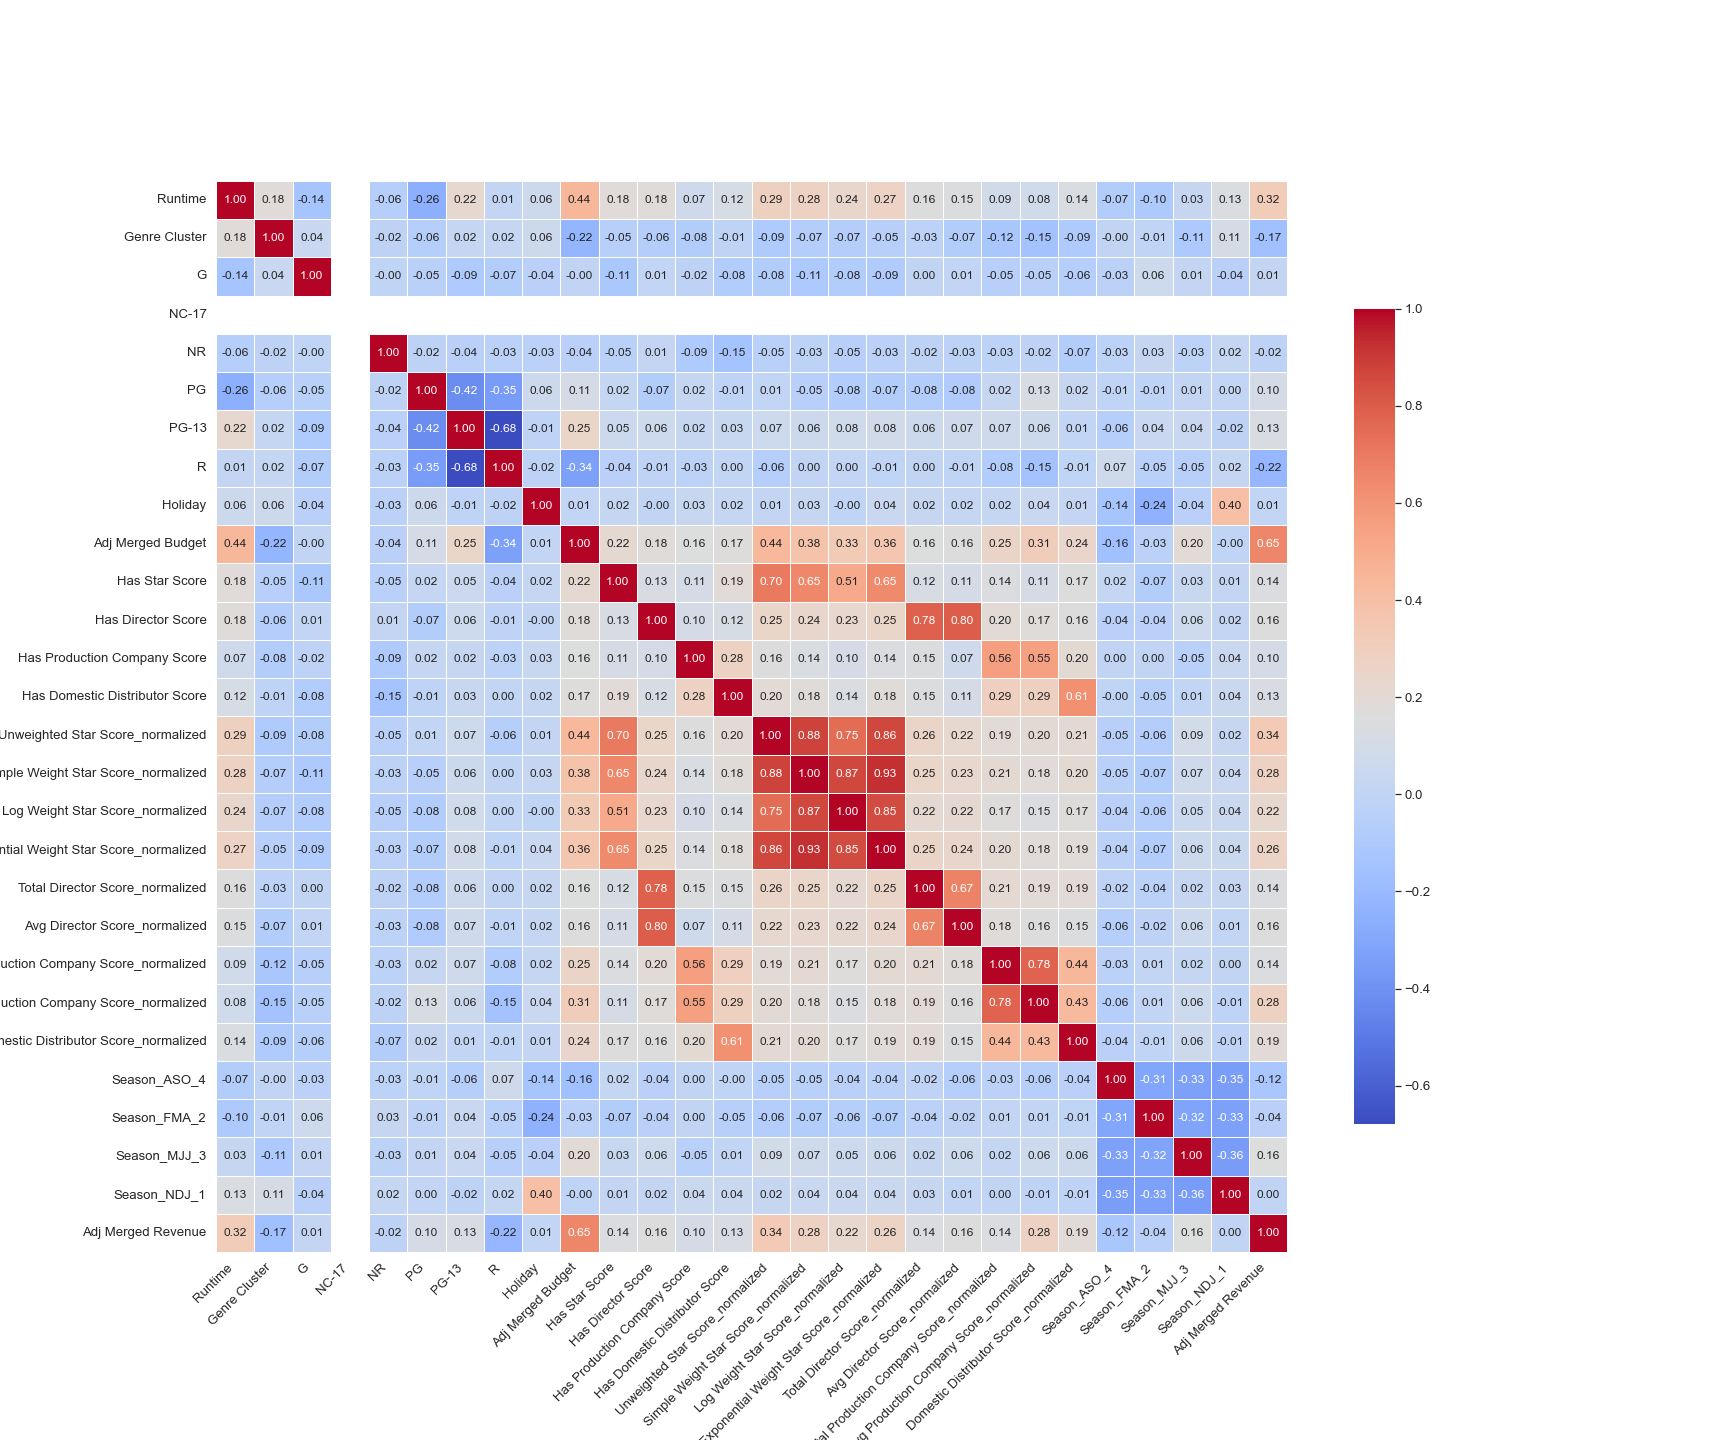 Runtime 1.00 0.18 -0.14 -0.06 -0.26 0.22 0.01 0.06 0.44 0.18 0.18 0.07 0.12 0.29 0.28 0.24 0.27 0.16 0.15 0.09 0.08 0.14 -0.07 -0.10 0.03 0.13 0.32
Genre Cluster 0.18 1.00 0.04 -0.02 -0.06 0.02 0.02 0.06 -0.22 -0.05 -0.06 -0.08 -0.01 -0.09 -0.07 -0.07 -0.05 -0.03 -0.07 -0.12 -0.15 -0.09 -0.00 -0.01 -0.11 0.11 -0.17
G -0.14 0.04 1.00 -0.00 -0.05 -0.09 -0.07 -0.04 -0.00 -0.11 0.01 -0.02 -0.08 -0.08 -0.11 -0.08 -0.09 0.00 0.01 -0.05 -0.05 -0.06 -0.03 0.06 0.01 -0.04 0.01
NC-17
1.0
NR -0.06 -0.02 -0.00 1.00 -0.02 -0.04 -0.03 -0.03 -0.04 -0.05 0.01 -0.09 -0.15 -0.05 -0.03 -0.05 -0.03 -0.02 -0.03 -0.03 -0.02 -0.07 -0.03 0.03 -0.03 0.02 -0.02
PG -0.26 -0.06 -0.05 -0.02 1.00 -0.42 -0.35 0.06 0.11 0.02 -0.07 0.02 -0.01 0.01 -0.05 -0.08 -0.07 -0.08 -0.08 0.02 0.13 0.02 -0.01 -0.01 0.01 0.00 0.10
0.8
PG-13 0.22 0.02 -0.09 -0.04 -0.42 1.00 -0.68 -0.01 0.25 0.05 0.06 0.02 0.03 0.07 0.06 0.08 0.08 0.06 0.07 0.07 0.06 0.01 -0.06 0.04 0.04 -0.02 0.13
R 0.01 0.02 -0.07 -0.03 -0.35 -0.68 1.00 -0.02 -0.34 -0.04 -0.01 -0.03 0.00 -0.06 0.00 0.00 -0.01 0.00 -0.01 -0.08 -0.15 -0.01 0.07 -0.05 -0.05 0.02 -0.22
Holiday 0.06 0.06 -0.04 -0.03 0.06 -0.01 -0.02 1.00 0.01 0.02 -0.00 0.03 0.02 0.01 0.03 -0.00 0.04 0.02 0.02 0.02 0.04 0.01 -0.14 -0.24 -0.04 0.40 0.01
0.6
Adj Merged Budget 0.44 -0.22 -0.00 -0.04 0.11 0.25 -0.34 0.01 1.00 0.22 0.18 0.16 0.17 0.44 0.38 0.33 0.36 0.16 0.16 0.25 0.31 0.24 -0.16 -0.03 0.20 -0.00 0.65
Has Star Score 0.18 -0.05 -0.11 -0.05 0.02 0.05 -0.04 0.02 0.22 1.00 0.13 0.11 0.19 0.70 0.65 0.51 0.65 0.12 0.11 0.14 0.11 0.17 0.02 -0.07 0.03 0.01 0.14
0.4
Has Director Score 0.18 -0.06 0.01 0.01 -0.07 0.06 -0.01 -0.00 0.18 0.13 1.00 0.10 0.12 0.25 0.24 0.23 0.25 0.78 0.80 0.20 0.17 0.16 -0.04 -0.04 0.06 0.02 0.16
Has Production Company Score 0.07 -0.08 -0.02 -0.09 0.02 0.02 -0.03 0.03 0.16 0.11 0.10 1.00 0.28 0.16 0.14 0.10 0.14 0.15 0.07 0.56 0.55 0.20 0.00 0.00 -0.05 0.04 0.10
Has Domestic Distributor Score 0.12 -0.01 -0.08 -0.15 -0.01 0.03 0.00 0.02 0.17 0.19 0.12 0.28 1.00 0.20 0.18 0.14 0.18 0.15 0.11 0.29 0.29 0.61 -0.00 -0.05 0.01 0.04 0.13
0.2
Unweighted Star Score_normalized 0.29 -0.09 -0.08 -0.05 0.01 0.07 -0.06 0.01 0.44 0.70 0.25 0.16 0.20 1.00 0.88 0.75 0.86 0.26 0.22 0.19 0.20 0.21 -0.05 -0.06 0.09 0.02 0.34
mple Weight Star Score_normalized 0.28 -0.07 -0.11 -0.03 -0.05 0.06 0.00 0.03 0.38 0.65 0.24 0.14 0.18 0.88 1.00 0.87 0.93 0.25 0.23 0.21 0.18 0.20 -0.05 -0.07 0.07 0.04 0.28
0.0
Log Weight Star Score_normalized 0.24 -0.07 -0.08 -0.05 -0.08 0.08 0.00 -0.00 0.33 0.51 0.23 0.10 0.14 0.75 0.87 1.00 0.85 0.22 0.22 0.17 0.15 0.17 -0.04 -0.06 0.05 0.04 0.22
ntial Weight Star Score_normalized 0.27 -0.05 -0.09 -0.03 -0.07 0.08 -0.01 0.04 0.36 0.65 0.25 0.14 0.18 0.86 0.93 0.85 1.00 0.25 0.24 0.20 0.18 0.19 -0.04 -0.07 0.06 0.04 0.26
Total Director Score_normalized 0.16 -0.03 0.00 -0.02 -0.08 0.06 0.00 0.02 0.16 0.12 0.78 0.15 0.15 0.26 0.25 0.22 0.25 1.00 0.67 0.21 0.19 0.19 -0.02 -0.04 0.02 0.03 0.14
−0.2
Avg Director Score_normalized 0.15 -0.07 0.01 -0.03 -0.08 0.07 -0.01 0.02 0.16 0.11 0.80 0.07 0.11 0.22 0.23 0.22 0.24 0.67 1.00 0.18 0.16 0.15 -0.06 -0.02 0.06 0.01 0.16
uction Company Score_normalized 0.09 -0.12 -0.05 -0.03 0.02 0.07 -0.08 0.02 0.25 0.14 0.20 0.56 0.29 0.19 0.21 0.17 0.20 0.21 0.18 1.00 0.78 0.44 -0.03 0.01 0.02 0.00 0.14
−0.4
uction Company Score_normalized 0.08 -0.15 -0.05 -0.02 0.13 0.06 -0.15 0.04 0.31 0.11 0.17 0.55 0.29 0.20 0.18 0.15 0.18 0.19 0.16 0.78 1.00 0.43 -0.06 0.01 0.06 -0.01 0.28
mestic Distributor Score_normalized 0.14 -0.09 -0.06 -0.07 0.02 0.01 -0.01 0.01 0.24 0.17 0.16 0.20 0.61 0.21 0.20 0.17 0.19 0.19 0.15 0.44 0.43 1.00 -0.04 -0.01 0.06 -0.01 0.19
Season_ASO_4 -0.07 -0.00 -0.03 -0.03 -0.01 -0.06 0.07 -0.14 -0.16 0.02 -0.04 0.00 -0.00 -0.05 -0.05 -0.04 -0.04 -0.02 -0.06 -0.03 -0.06 -0.04 1.00 -0.31 -0.33 -0.35 -0.12
−0.6
Season_FMA_2 -0.10 -0.01 0.06 0.03 -0.01 0.04 -0.05 -0.24 -0.03 -0.07 -0.04 0.00 -0.05 -0.06 -0.07 -0.06 -0.07 -0.04 -0.02 0.01 0.01 -0.01 -0.31 1.00 -0.32 -0.33 -0.04
Season_MJJ_3 0.03 -0.11 0.01 -0.03 0.01 0.04 -0.05 -0.04 0.20 0.03 0.06 -0.05 0.01 0.09 0.07 0.05 0.06 0.02 0.06 0.02 0.06 0.06 -0.33 -0.32 1.00 -0.36 0.16
Season_NDJ_1 0.13 0.11 -0.04 0.02 0.00 -0.02 0.02 0.40 -0.00 0.01 0.02 0.04 0.04 0.02 0.04 0.04 0.04 0.03 0.01 0.00 -0.01 -0.01 -0.35 -0.33 -0.36 1.00 0.00
Adj Merged Revenue 0.32 -0.17 0.01 -0.02 0.10 0.13 -0.22 0.01 0.65 0.14 0.16 0.10 0.13 0.34 0.28 0.22 0.26 0.14 0.16 0.14 0.28 0.19 -0.12 -0.04 0.16 0.00 1.00
Runtime
Genre Cluster
G
NC-17
NR
PG
PG-13
R
Holiday
Adj Merged Budget
Has Star Score
Has Director Score
Has Production Company Score
Has Domestic Distributor Score
Unweighted Star Score_normalized
Simple Weight Star Score_normalized
Log Weight Star Score_normalized
Exponential Weight Star Score_normalized
Total Director Score_normalized
Avg Director Score_normalized
tal Production Company Score_normalized
vg Production Company Score_normalized
Domestic Distributor Score_normalized
Season_ASO_4
Season_FMA_2
Season_MJJ_3
Season_NDJ_1
Adj Merged Revenue